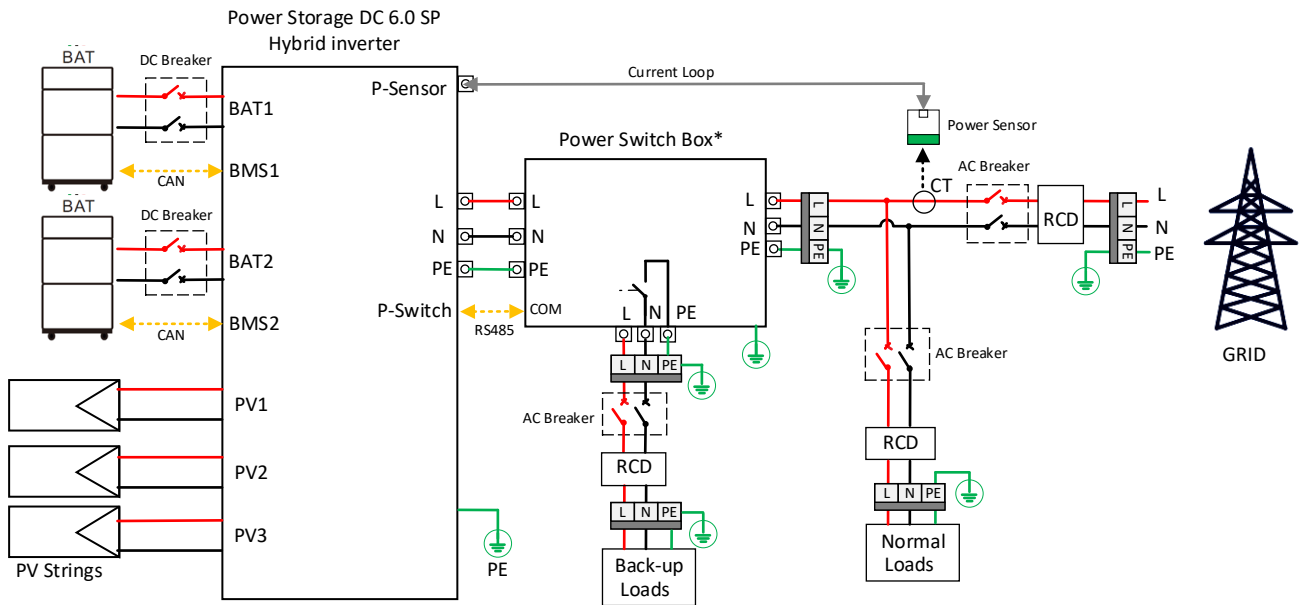 Power Storage DC 6.0 SP
Hybrid inverter
BAT
DC Breaker
BAT1
CAN
BMS1
BAT
DC Breaker
BAT2
CAN
BMS2
PV1
PV2
PV3
PV Strings
P-Sensor
L
N
PE
P-Switch
RS485
PE
Current Loop
Power Switch Box*
L
N
PE
COM
L N PE
L
N
PE
L N PE
AC Breaker
RCD
L N PE
Back-up
Loads
L N PE
Power Sensor
CT
AC Breaker
RCD
L N PE
L
N
PE
GRID
AC Breaker
RCD
L N PE
Normal
Loads